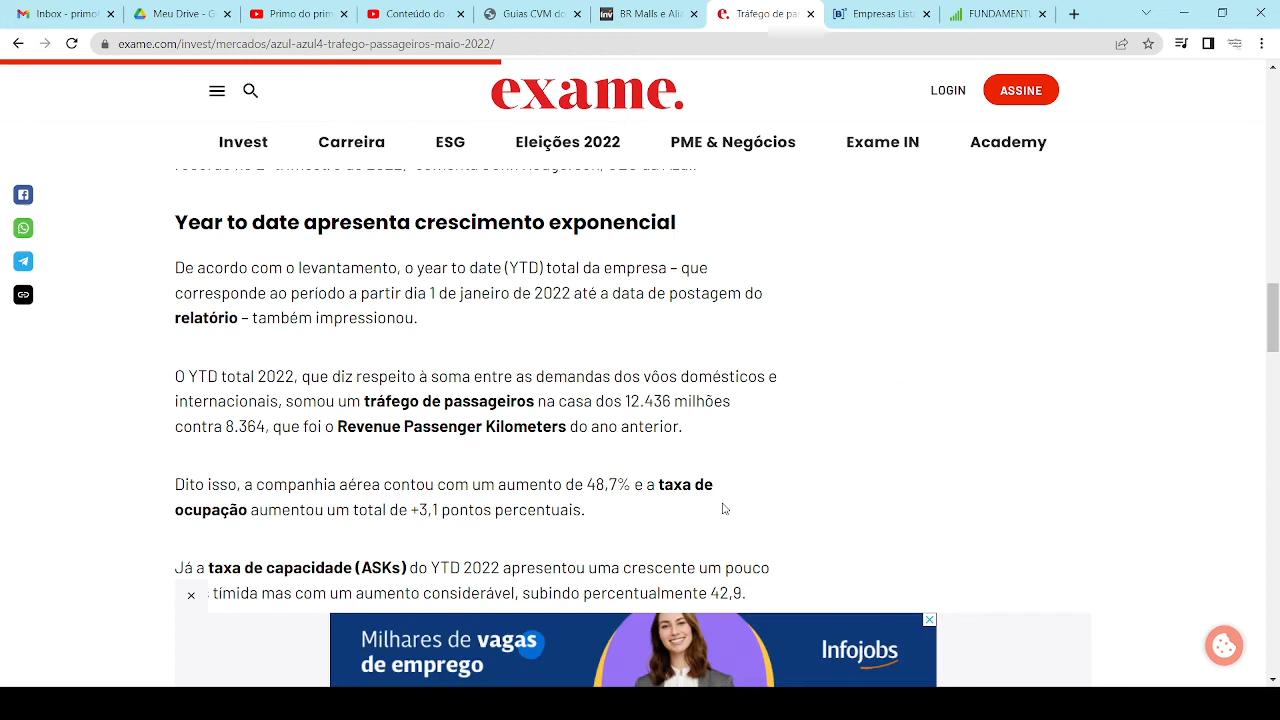 Inbox - primo
Drive - G
Primo do prim
Conteúdo do
Guias CVM do
BR Malls e Ali
Tráfego de pa
Empresas List
FUNDAMENT
exame.com/invest/mercados/azul-azul4-trafego-passageiros-maio-2022/
exame.
LOGIN
ASSINE
Invest
Carreira
ESG
Eleições 2022
PME & Negócios
Exame IN
Academy
Year to date apresenta crescimento exponencial
De acordo com o levantamento, o year to date (YTD) total da empresa – que
corresponde ao período a partir dia 1 de janeiro de 2022 até a data de postagem do
relatório – também impressionou.
O YTD total 2022, que diz respeito à soma entre as demandas dos vôos domésticos e
internacionais, somou um tráfego de passageiros na casa dos 12.436 milhões
contra 8.364, que foi o Revenue Passenger Kilometers do ano anterior.
Dito isso, a companhia aérea contou com um aumento de 48,7% e a taxa de
ocupação aumentou um total de +3,1 pontos percentuais.
Já a taxa de capacidade (ASKs) do YTD 2022 apresentou uma crescente um pouco
tímida mas com um aumento considerável, subindo percentualmente 42,9.
Milhares de vagas
de emprego
Infojobs